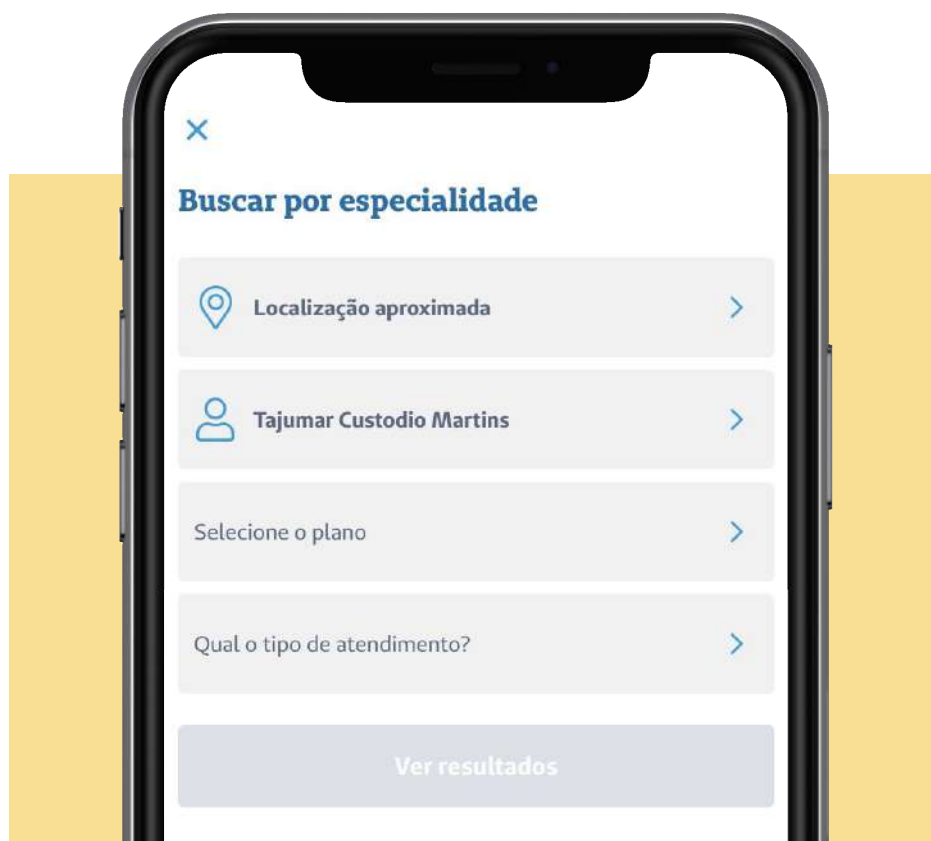 Buscar por especialidade
Localização aproximada
Tajumar Custodio Martins
Selecione o plano
Qual o tipo de atendimento?
Ver resultados